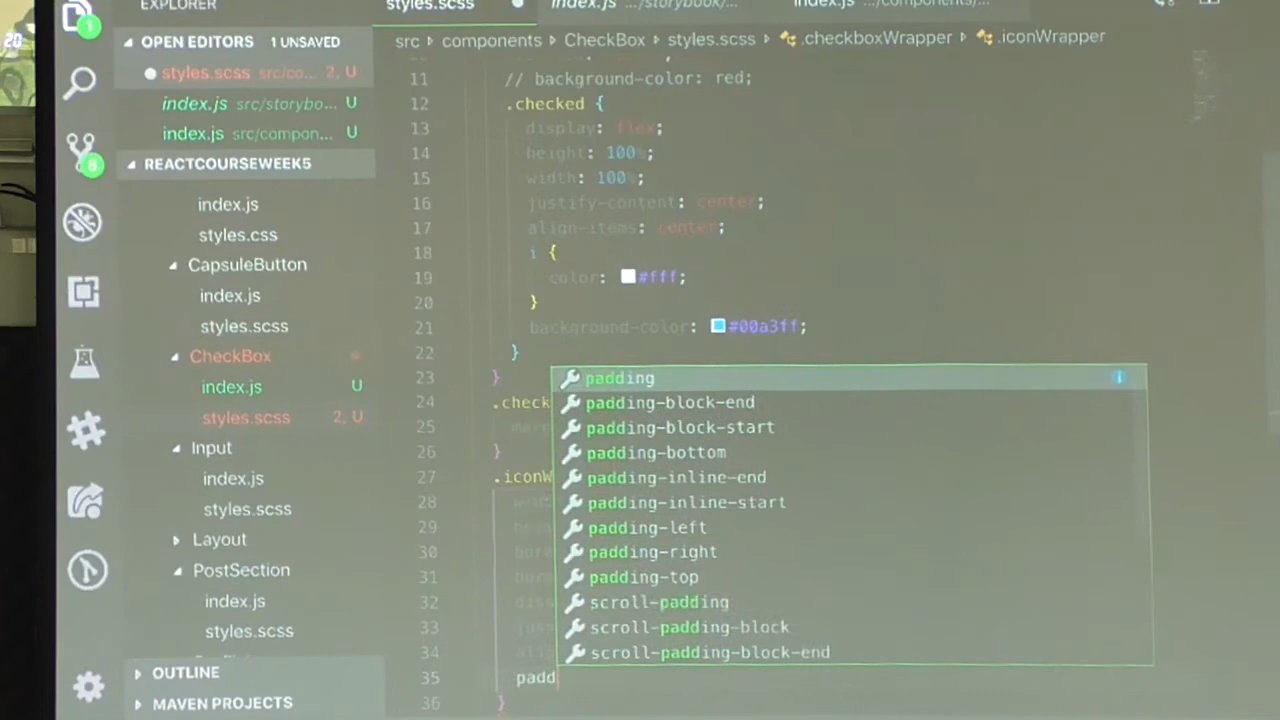 EXPLORER
styles.scss
index.js .../storybook/...
index.js .../components/...
1
20
OPEN EDITORS 1 UNSAVED
styles.scss src/co... 2, U
index.js src/storybo... U
index.js src/compon... U
REACTCOURSEWEEK5
index.js
styles.css
CapsuleButton
index.js
styles.scss
CheckBox
index.js U
styles.scss 2, U
Input
index.js
styles.scss
Layout
PostSection
index.js
styles.scss
OUTLINE
MAVEN PROJECTS
8
src components CheckBox styles.scss .checkboxWrapper .iconWrapper
11 // background-color: red;
12 .checked {
13 display: flex;
14 height: 100%;
15 width: 100%;
16 justify-content: center;
17 align-items: center;
18 i {
19 color: #fff;
20 }
21 background-color: #00a3ff;
22 }
23 }
24 .check
25
26 }
27 .iconW
28
29
30
31
32
33
34
35 padd
36 }
padding
padding-block-end
padding-block-start
padding-bottom
padding-inline-end
padding-inline-start
padding-left
padding-right
padding-top
scroll-padding
scroll-padding-block
scroll-padding-block-end